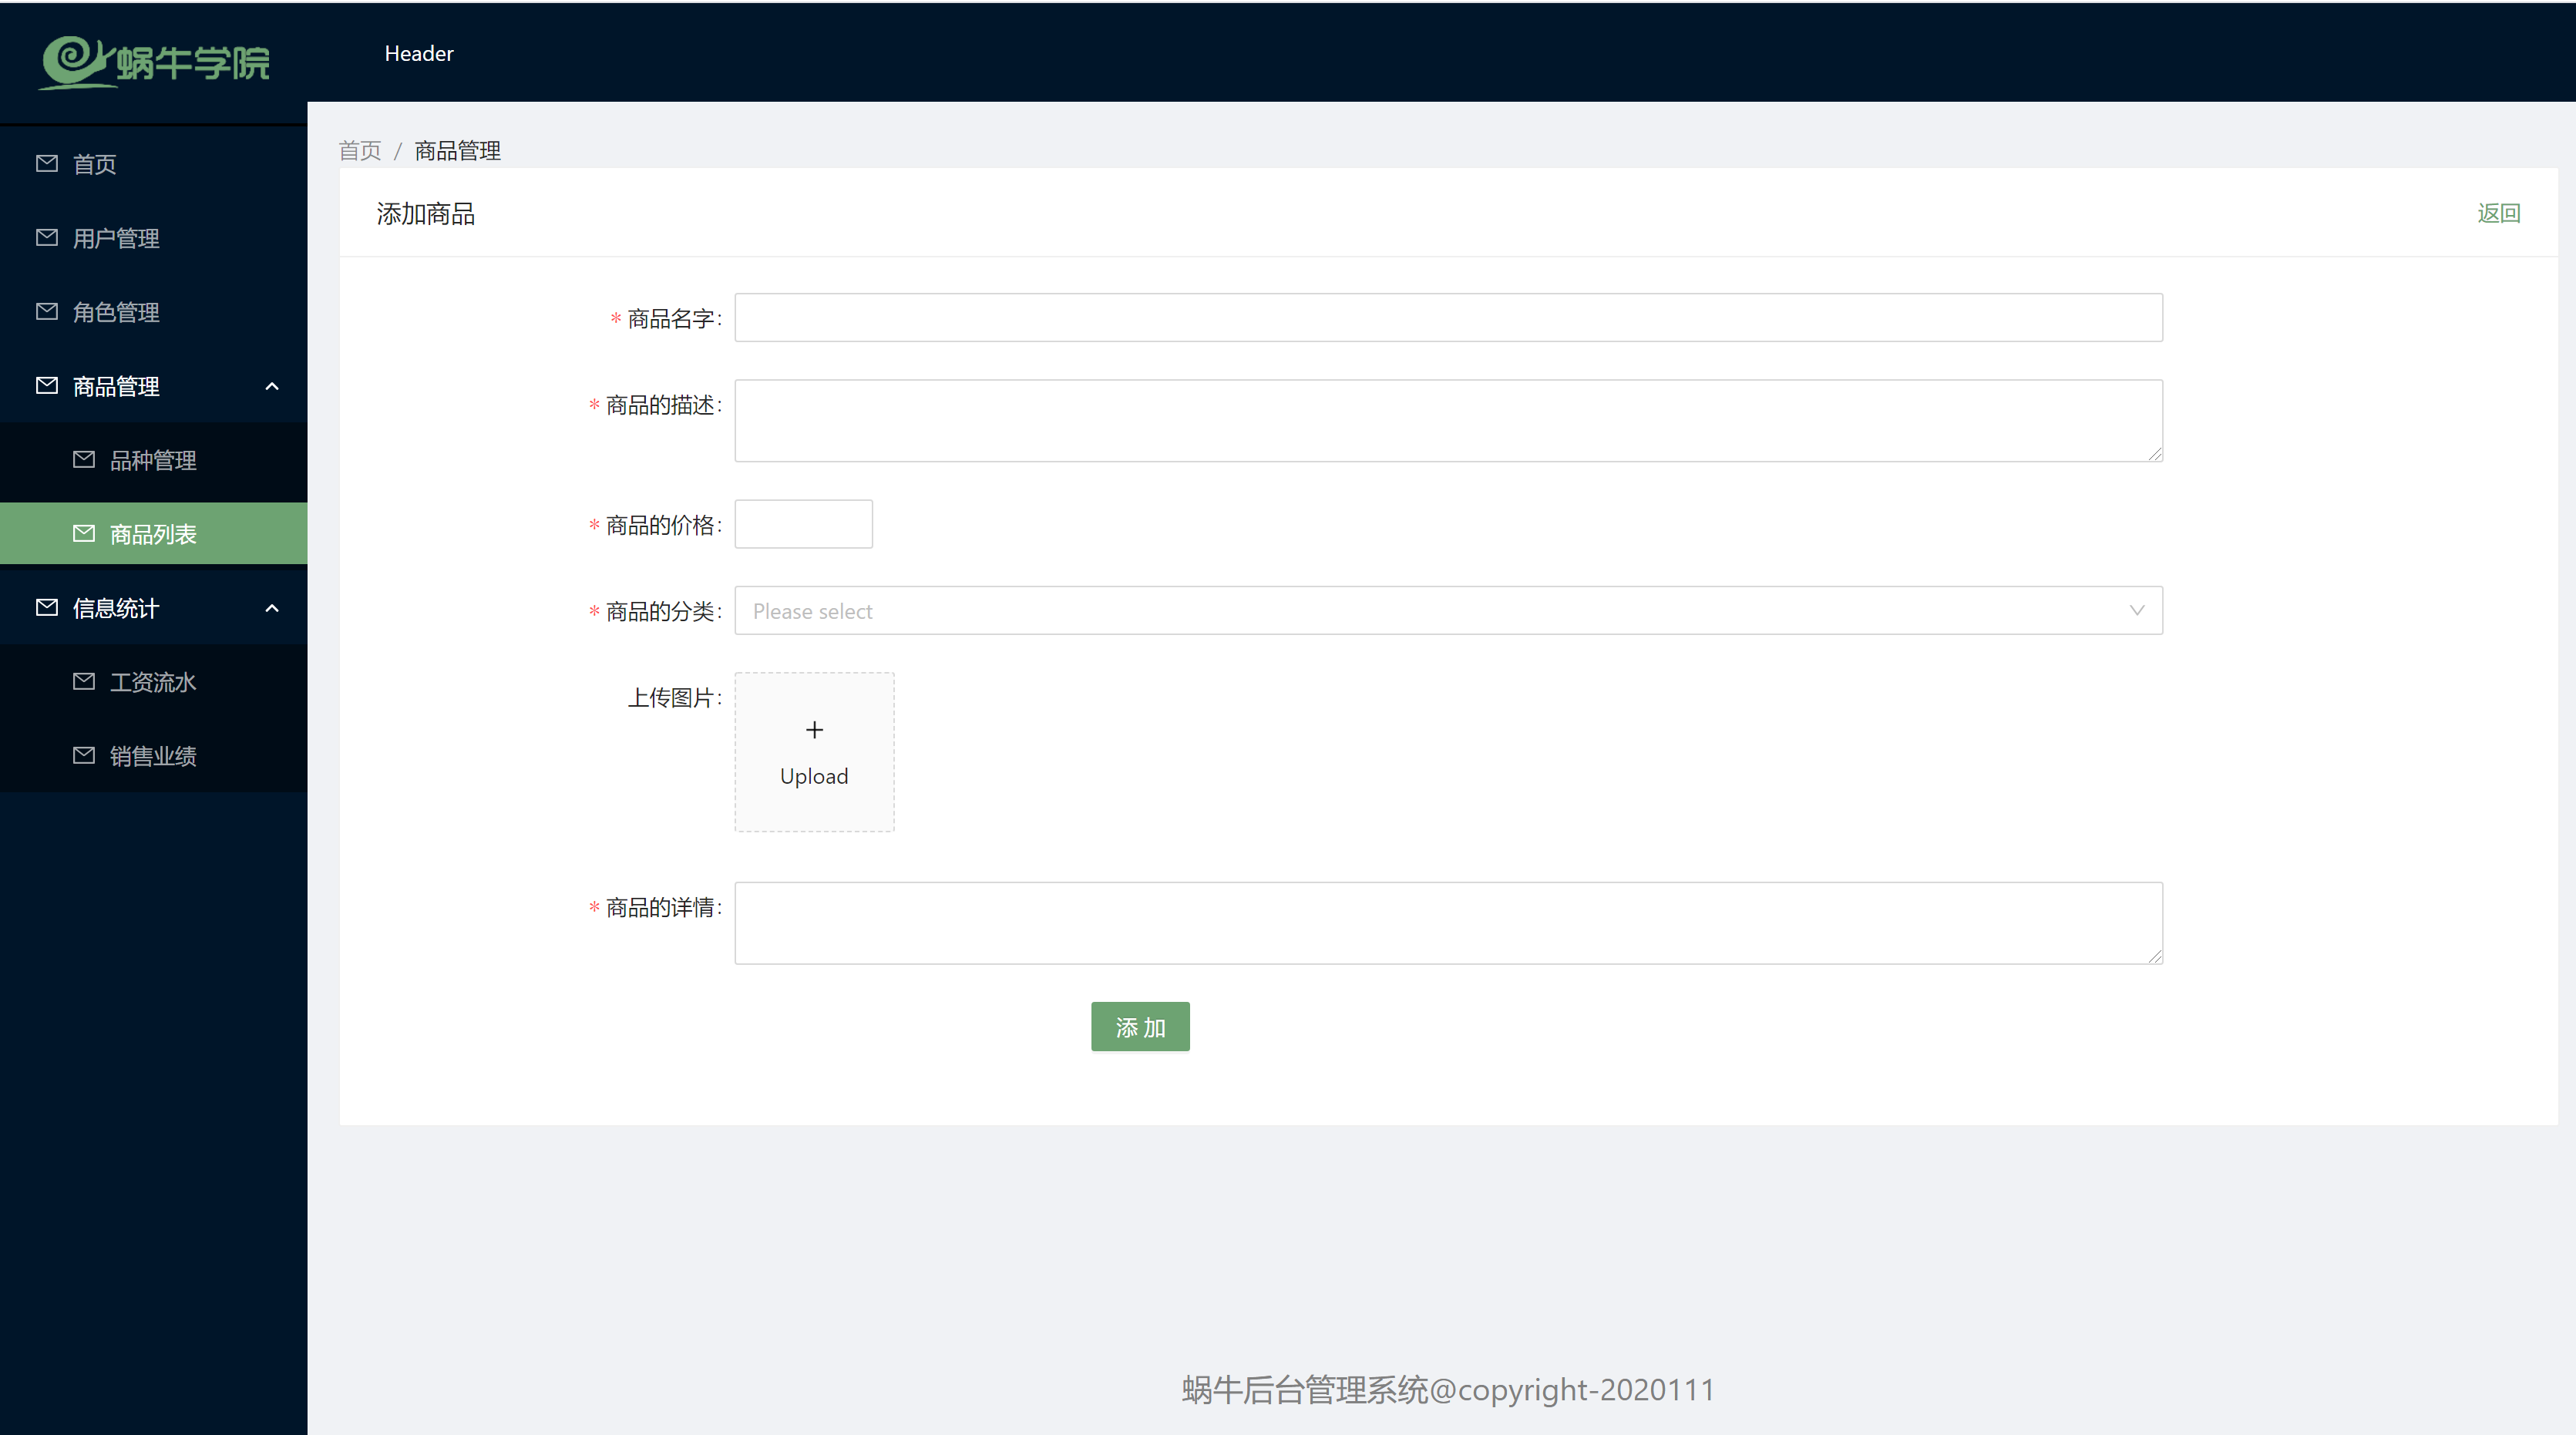 蜗牛学院
Header
首页
用户管理
角色管理
商品管理
品种管理
商品列表
信息统计
工资流水
销售业绩
首页 / 商品管理
添加商品
返回
* 商品名字:
* 商品的描述:
* 商品的价格:
* 商品的分类: Please select
上传图片:
Upload
* 商品的详情:
添 加
蜗牛后台管理系统@copyright-2020111